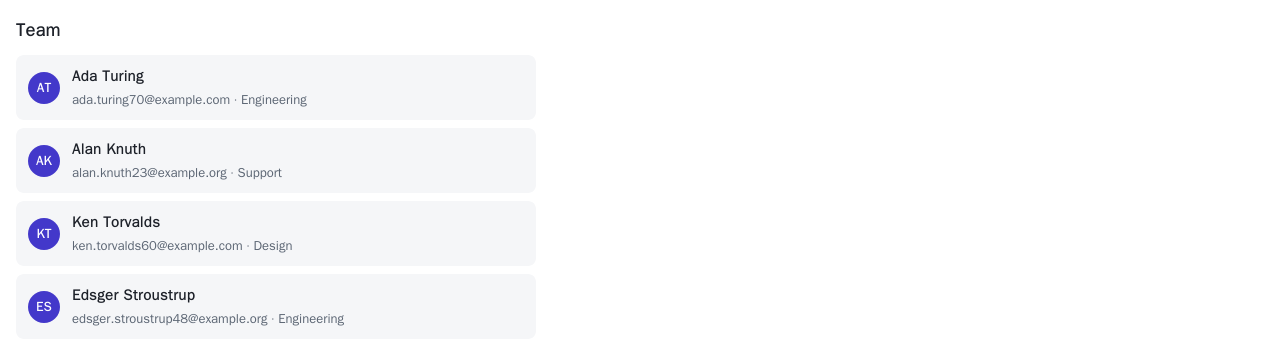 Team
AT
Ada Turing
ada.turing70@example.com · Engineering
AK
Alan Knuth
alan.knuth23@example.org · Support
KT
Ken Torvalds
ken.torvalds60@example.com · Design
ES
Edsger Stroustrup
edsger.stroustrup48@example.org · Engineering